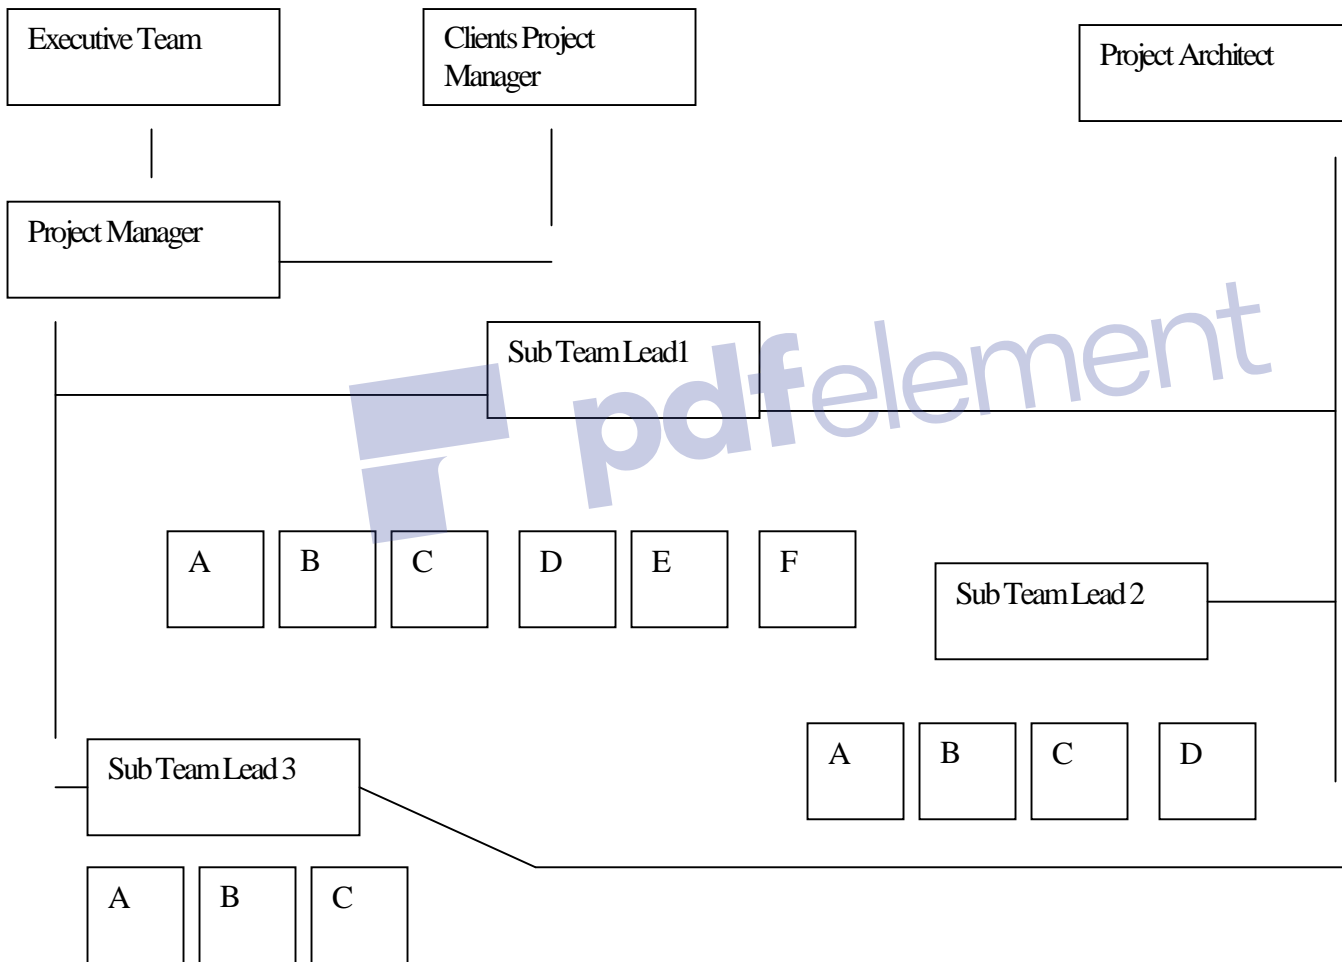 Executive Team
Clients Project
Manager
Project Architect
Project Manager
Sub Team Lead1
pdfelement
A B C D E F
Sub Team Lead 2
A B C D
Sub Team Lead 3
A B C